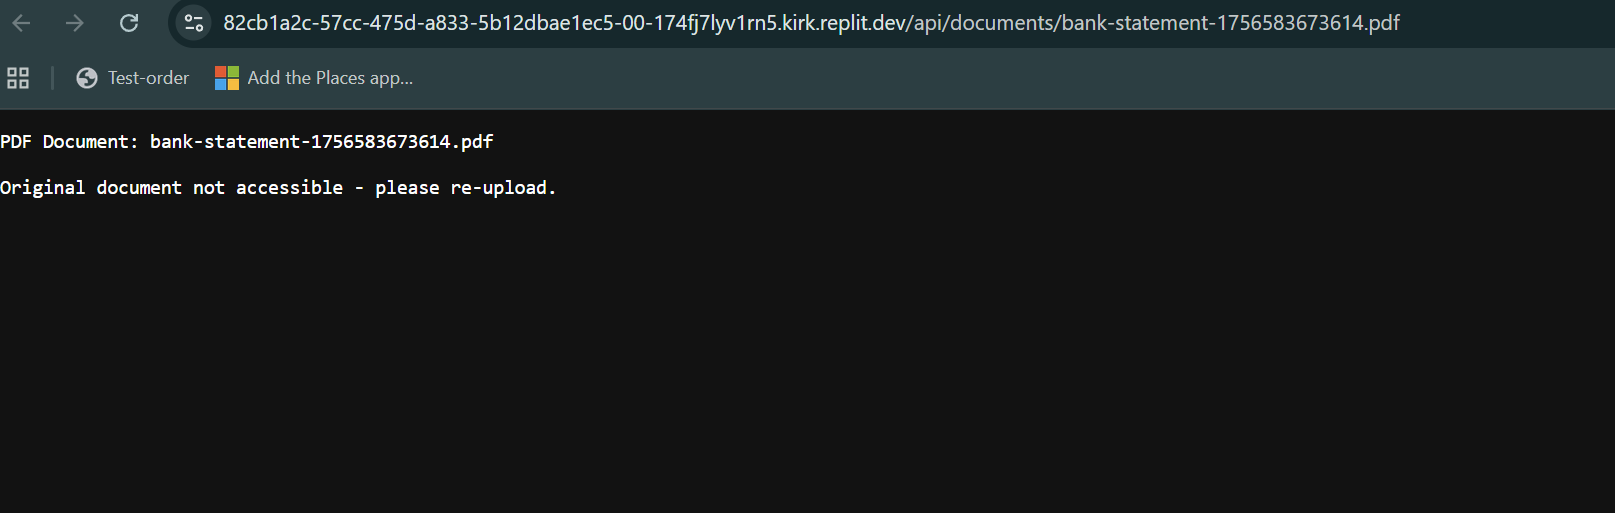 82cb1a2c-57cc-475d-a833-5b12dbae1ec5-00-174fj7lyv1rn5.kirk.replit.dev/api/documents/bank-statement-1756583673614.pdf
Test-order
Add the Places app...
PDF Document: bank-statement-1756583673614.pdf
Original document not accessible - please re-upload.